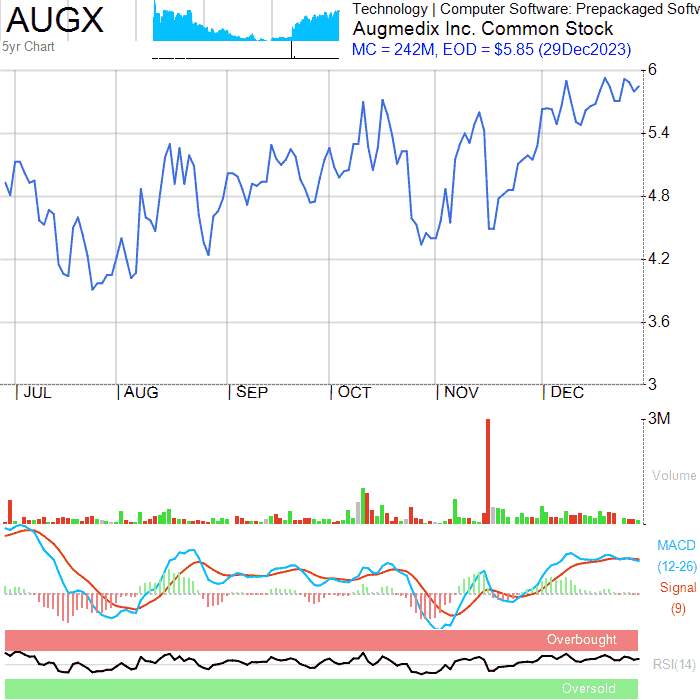 AUGX
5yr Chart
Technology | Computer Software: Prepackaged Softw
Augmedix Inc. Common Stock
MC = 242M, EOD = $5.85 (29Dec2023)
6
5.4
4.8
4.2
3.6
3
JUL AUG SEP OCT NOV DEC
3M
Volume
MACD
(12-26)
Signal
(9)
Overbought
RSI(14)
Oversold